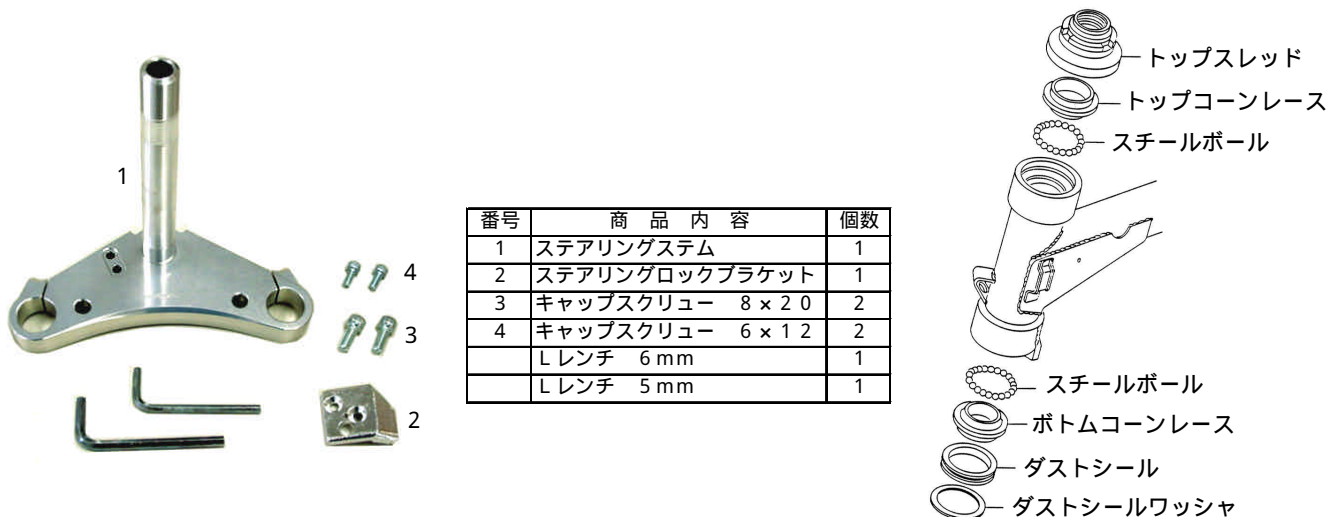 1
4
3
2
番号 商 品 内 容 個数
1 ステアリングステム 1
2 ステアリングロックブラケット 1
3 キャップスクリュー 8×20 2
4 キャップスクリュー 6×12 2
Lレンチ 6mm 1
Lレンチ 5mm 1
トップスレッド
トップコーンレース
スチールボール
スチールボール
ボトムコーンレース
ダストシール
ダストシールワッシャ